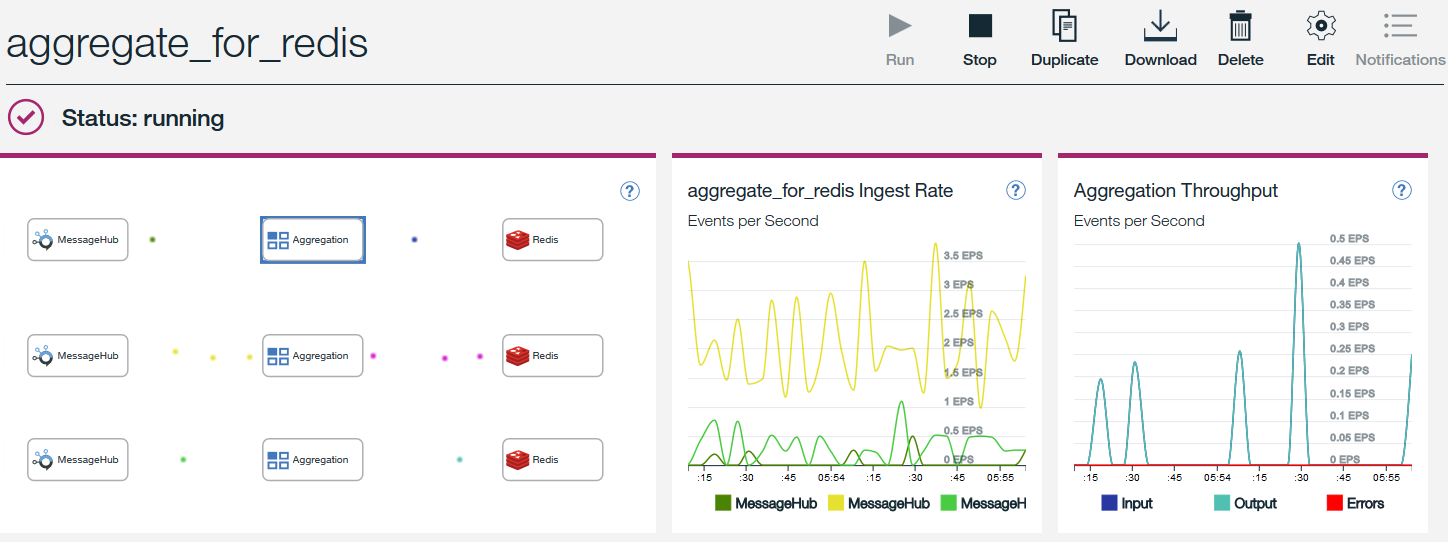 aggregate_for_redis
Run Stop Duplicate Download Delete Edit Notifications
Status: running
?
MessageHub Aggregation Redis
MessageHub Aggregation Redis
MessageHub Aggregation Redis
aggregate_for_redis Ingest Rate ?
Events per Second
3.5 EPS
3 EPS
2.5 EPS
2 EPS
1.5 EPS
1 EPS
0.5 EPS
0 EPS
:15 :30 :45 05:54 :15 :30 :45 05:55
MessageHub MessageHub MessageH
Aggregation Throughput ?
Events per Second
0.5 EPS
0.45 EPS
0.4 EPS
0.35 EPS
0.3 EPS
0.25 EPS
0.2 EPS
0.15 EPS
0.1 EPS
0.05 EPS
0 EPS
:15 :30 :45 05:54 :15 :30 :45 05:55
Input Output Errors